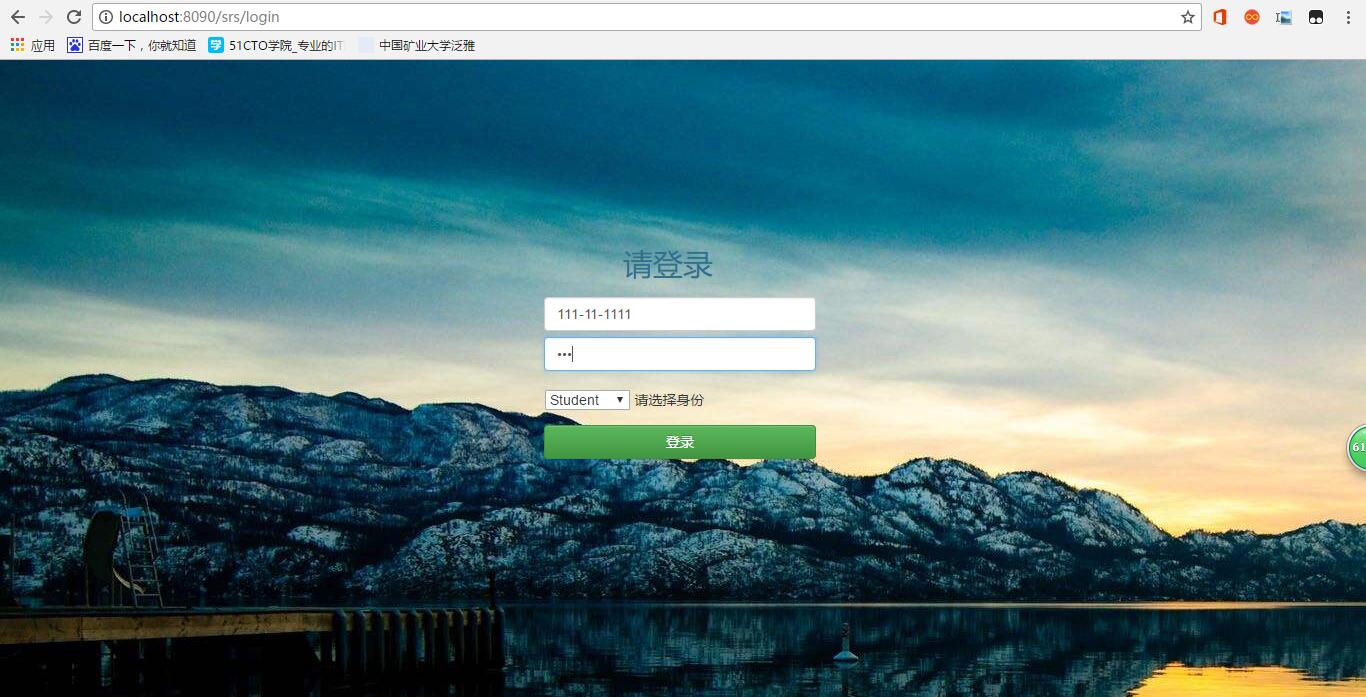 localhost:8090/srs/login
应用 百度一下，你就知道 51CTO学院_专业的IT 中国矿业大学泛雅
请登录
111-11-1111
•••
Student 请选择身份
登录
61